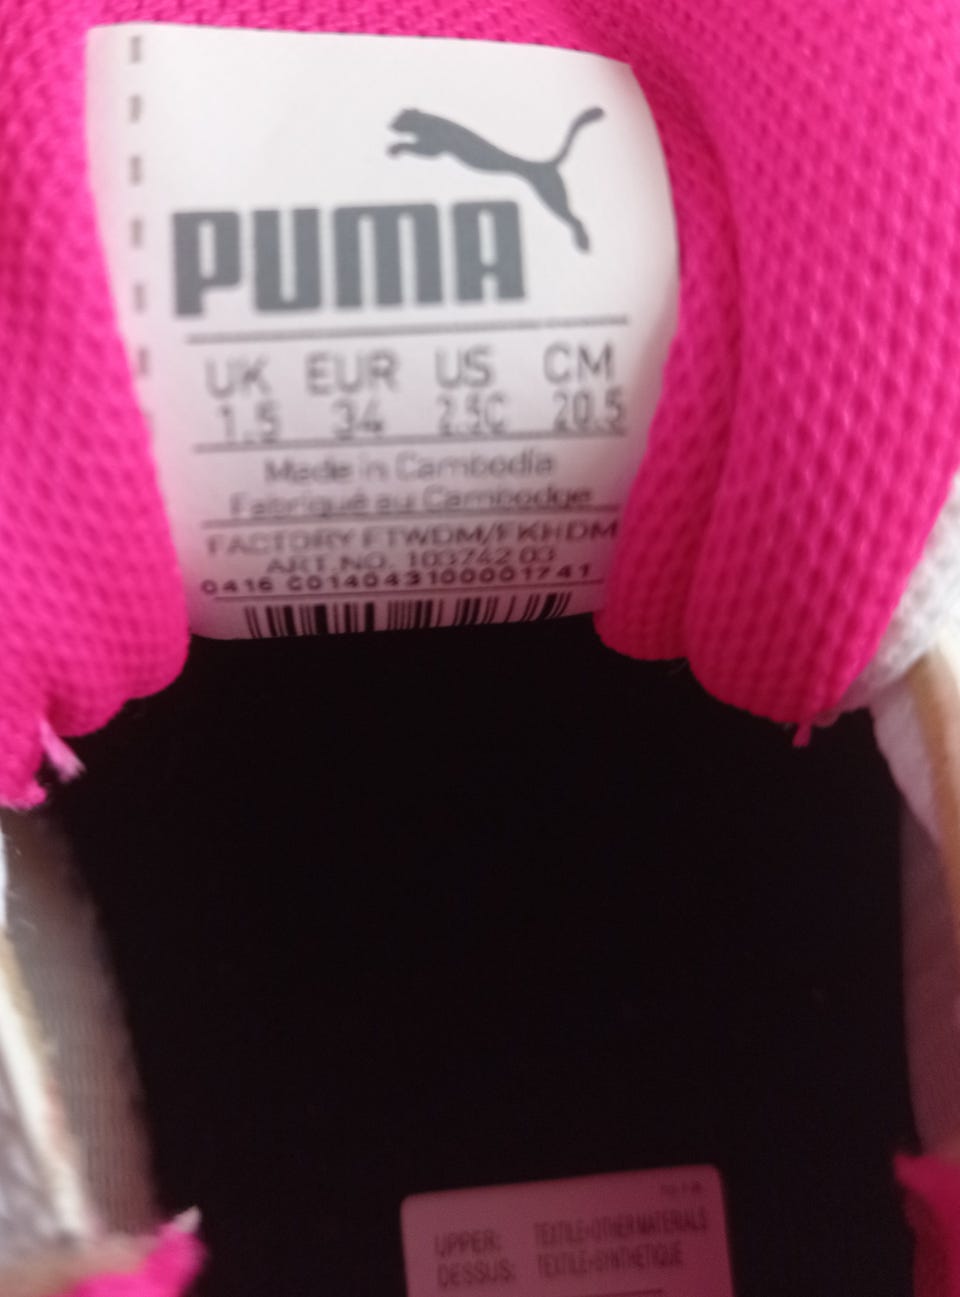 PUMA
UK EUR US CM
1.5 34 2.5C 20.5
Made in Cambodia
Fabriqué au Cambodge
FACTORY FTWDM/FKHDM
ART.NO. 103742 03
0416 C014043100001741
UPPER: TEXTILE+OTHER MATERIALS
DESSUS: TEXTILE+SYNTHETIQUE